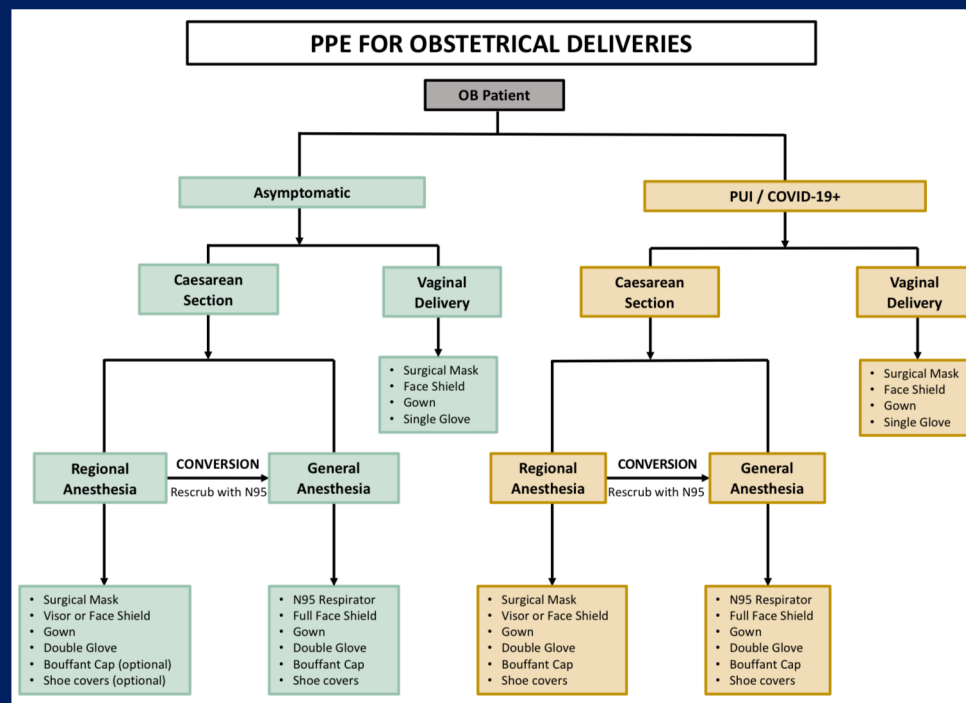 PPE FOR OBSTETRICAL DELIVERIES
OB Patient
Asymptomatic
PUI / COVID-19+
Caesarean
Section
Vaginal
Delivery
Caesarean
Section
Vaginal
Delivery
• Surgical Mask
• Face Shield
• Gown
• Single Glove
• Surgical Mask
• Face Shield
• Gown
• Single Glove
Regional
Anesthesia
CONVERSION
Rescrub with N95
General
Anesthesia
Regional
Anesthesia
CONVERSION
Rescrub with N95
General
Anesthesia
• Surgical Mask
• Visor or Face Shield
• Gown
• Double Glove
• Bouffant Cap (optional)
• Shoe covers (optional)
• N95 Respirator
• Full Face Shield
• Gown
• Double Glove
• Bouffant Cap
• Shoe covers
• Surgical Mask
• Visor or Face Shield
• Gown
• Double Glove
• Bouffant Cap
• Shoe covers
• N95 Respirator
• Full Face Shield
• Gown
• Double Glove
• Bouffant Cap
• Shoe covers